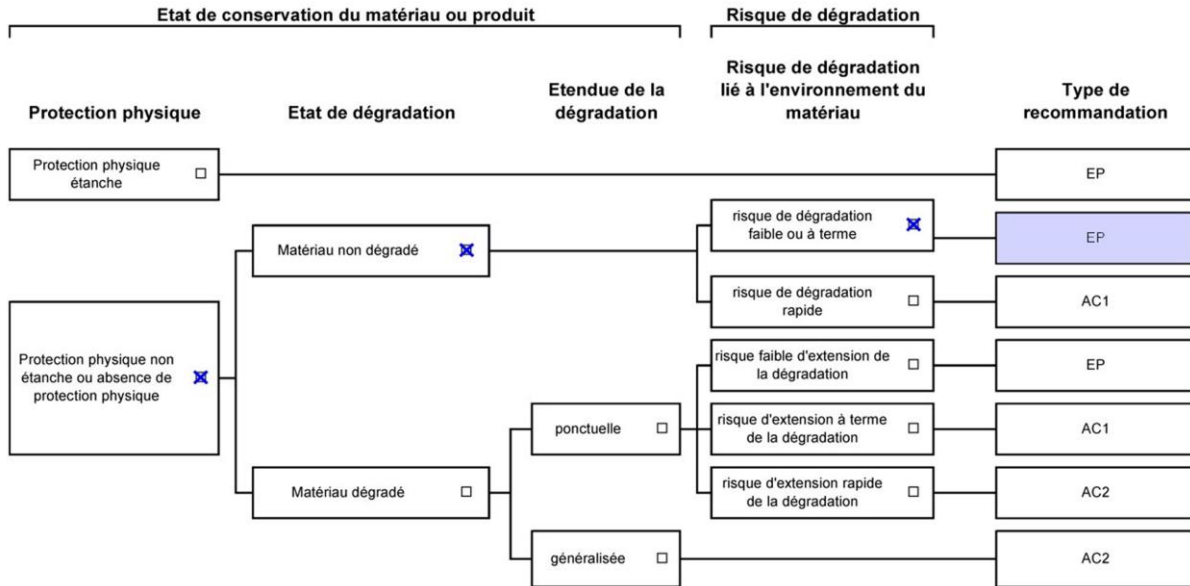 Etat de conservation du matériau ou produit
Risque de dégradation
Protection physique
Etat de dégradation
Etendue de la
dégradation
Risque de dégradation
lié à l'environnement du
matériau
Type de
recommandation
Protection physique
étanche
EP
risque de dégradation
faible ou à terme
EP
Matériau non dégradé
risque de dégradation
rapide
AC1
Protection physique non
étanche ou absence de
protection physique
risque faible d'extension de
la dégradation
EP
ponctuelle
risque d'extension à terme
de la dégradation
AC1
Matériau dégradé
risque d'extension rapide
de la dégradation
AC2
généralisée
AC2